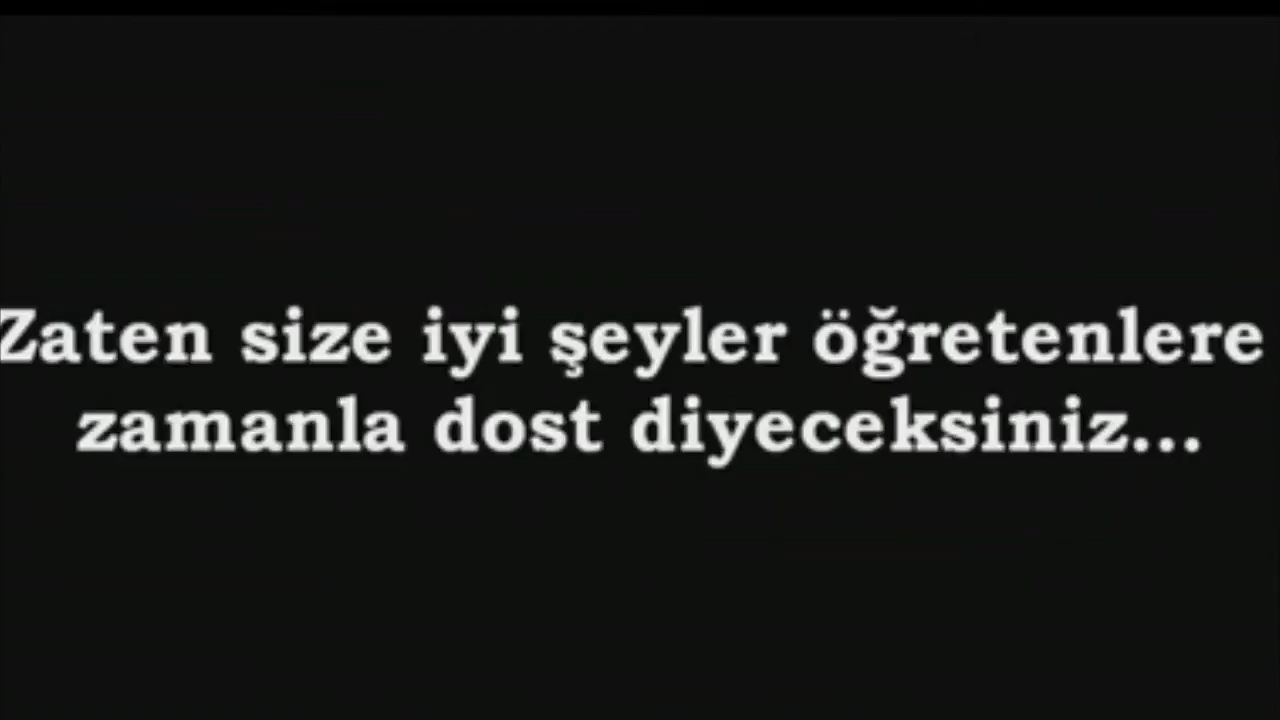 Zaten size iyi şeyler öğretenlere
zamanla dost diyeceksiniz...